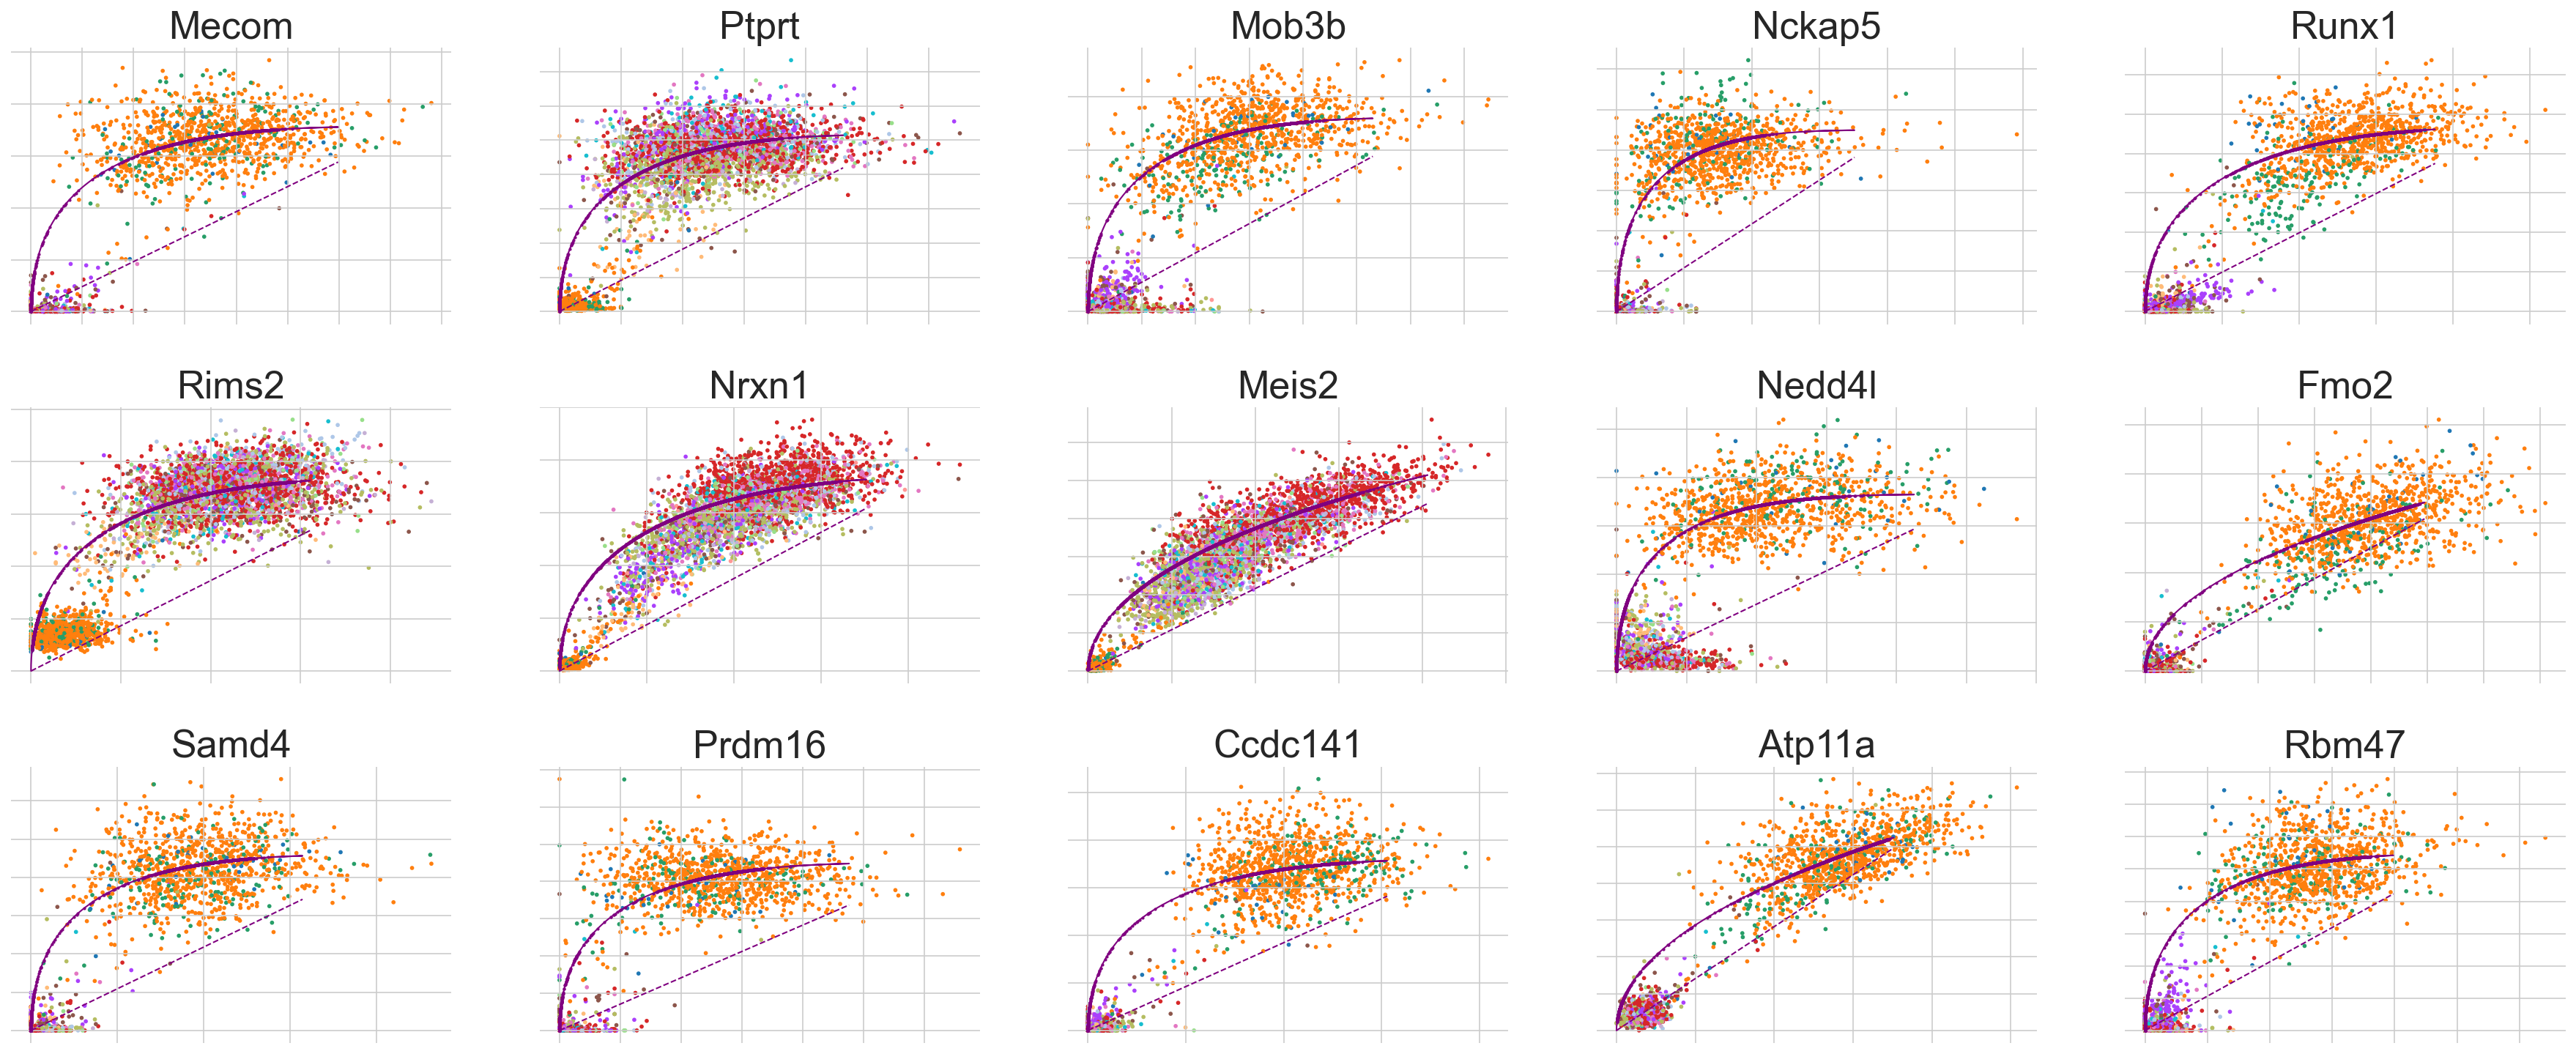 Mecom
Ptprt
Mob3b
Nckap5
Runx1
Rims2
Nrxn1
Meis2
Nedd4l
Fmo2
Samd4
Prdm16
Ccdc141
Atp11a
Rbm47